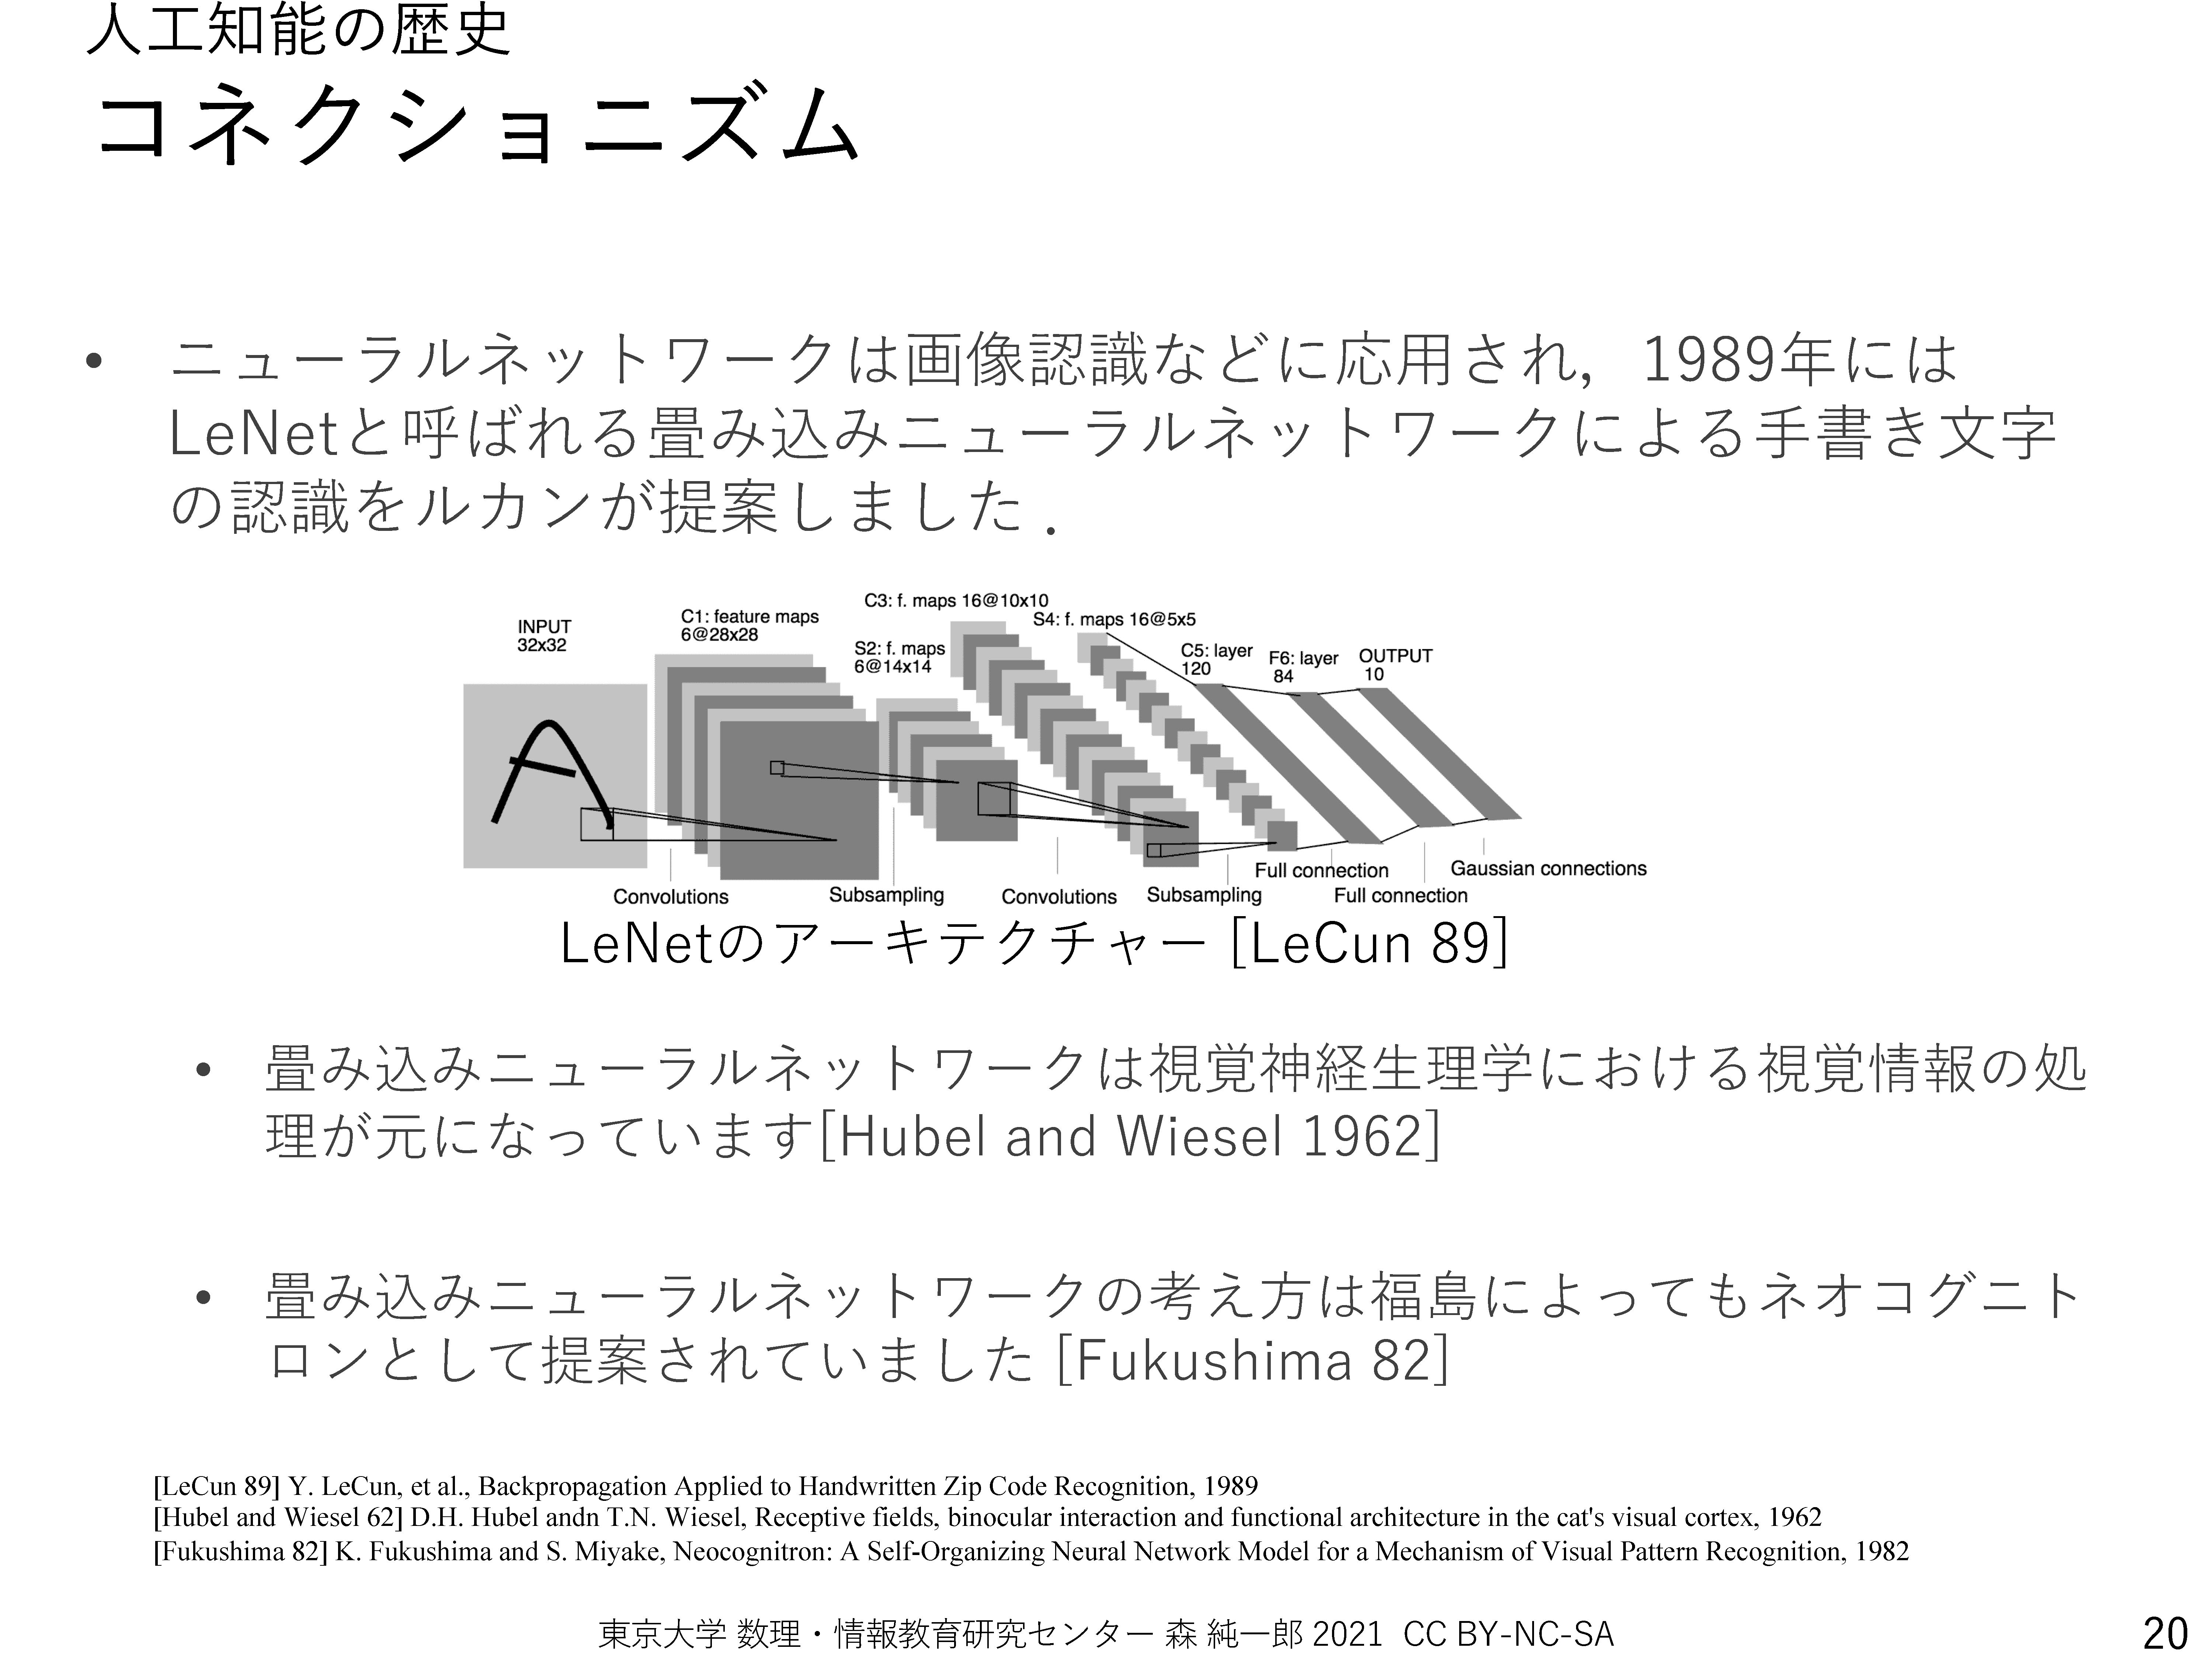 人工知能の歴史
コネクショニズム
• ニューラルネットワークは画像認識などに応用され，1989年には
LeNetと呼ばれる畳み込みニューラルネットワークによる手書き文字
の認識をルカンが提案しました．
INPUT
32x32
C1: feature maps
6@28x28
S2: f. maps
6@14x14
C3: f. maps 16@10x10
S4: f. maps 16@5x5
C5: layer
120
F6: layer
84
OUTPUT
10
A
Convolutions
Subsampling
Convolutions
Subsampling
Full connection
Full connection
Gaussian connections
LeNetのアーキテクチャー [LeCun 89]
• 畳み込みニューラルネットワークは視覚神経生理学における視覚情報の処
理が元になっています[Hubel and Wiesel 1962]
• 畳み込みニューラルネットワークの考え方は福島によってもネオコグニト
ロンとして提案されていました [Fukushima 82]
[LeCun 89] Y. LeCun, et al., Backpropagation Applied to Handwritten Zip Code Recognition, 1989
[Hubel and Wiesel 62] D.H. Hubel andn T.N. Wiesel, Receptive fields, binocular interaction and functional architecture in the cat's visual cortex, 1962
[Fukushima 82] K. Fukushima and S. Miyake, Neocognitron: A Self-Organizing Neural Network Model for a Mechanism of Visual Pattern Recognition, 1982
東京大学 数理・情報教育研究センター 森 純一郎 2021 CC BY-NC-SA
20